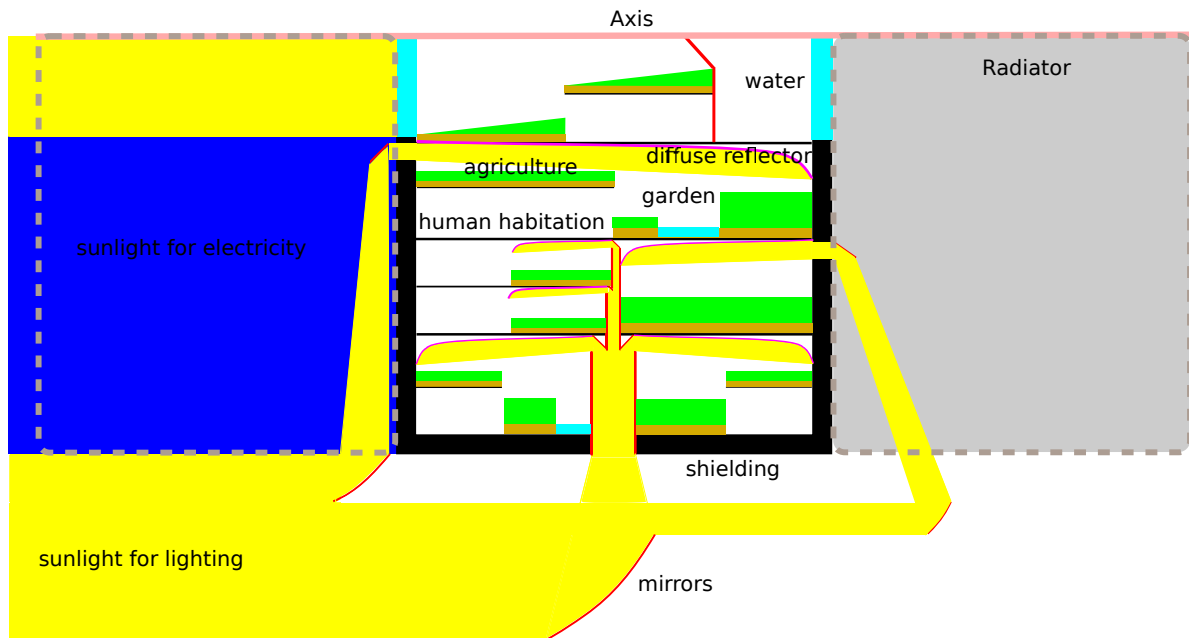 Axis
Radiator
water
diffuse reflector
agriculture
garden
human habitation
sunlight for electricity
shielding
sunlight for lighting
mirrors